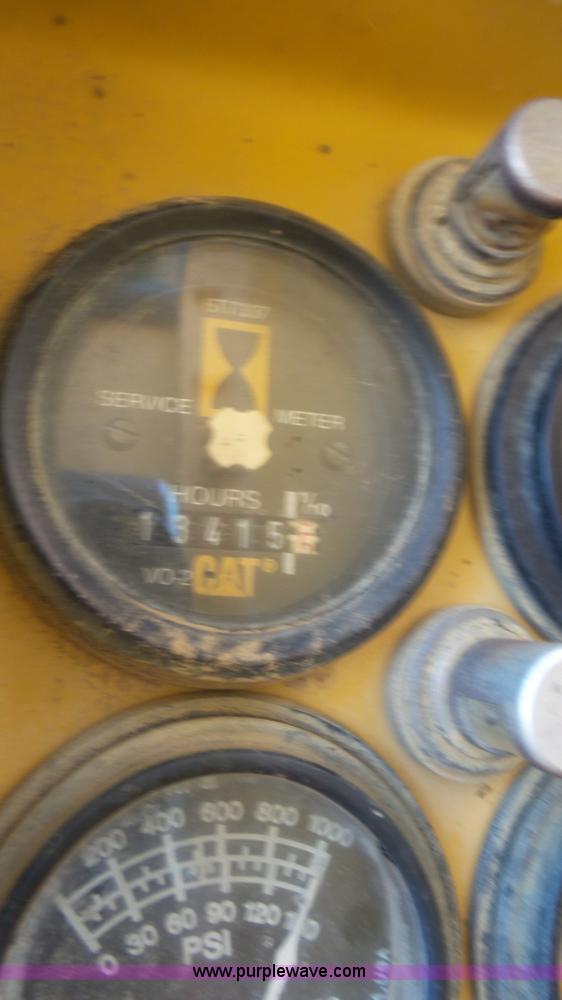 SERVICE METER
HOURS 1/10
13415
CAT®
200 400 600 800 1000
0 30 60 90 120
PSI
www.purplewave.com